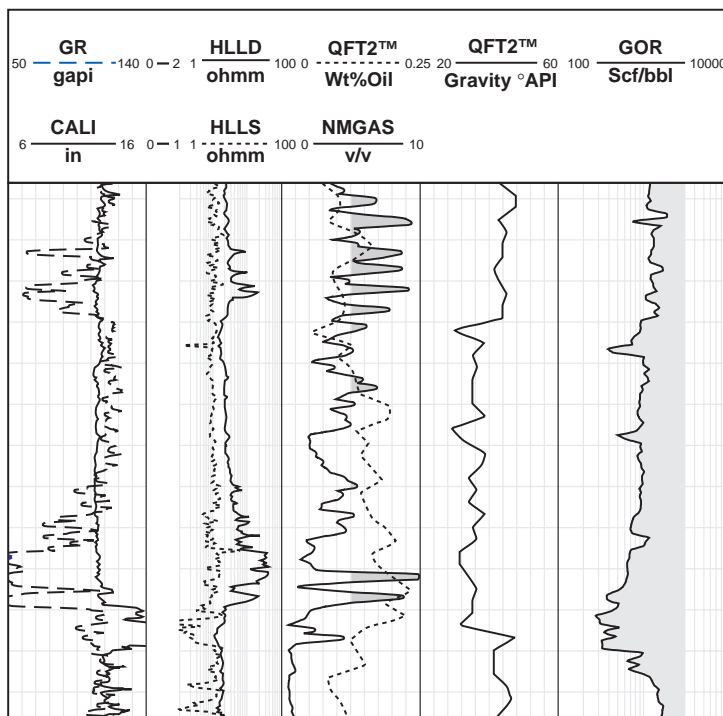 GR HLLD QFT2™ QFT2™ GOR
50 140 0 2 1 100 0 0.25 20 60 100 10000
gapi ohmm Wt%Oil Gravity °API Scf/bbl
CALI HLLS NMGAS
6 16 0 1 1 100 0 10
in ohmm v/v